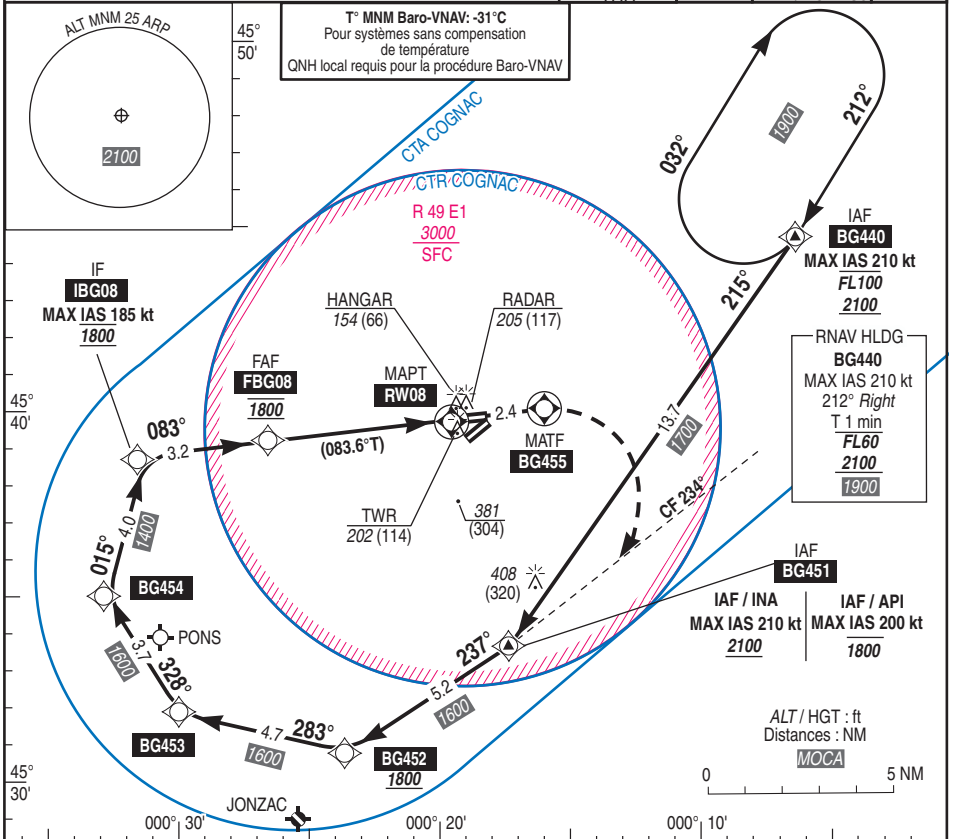 ALT MNM 25 ARP
2100
45°
50'
T° MNM Baro-VNAV: -31°C
Pour systèmes sans compensation
de température
QNH local requis pour la procédure Baro-VNAV
CTA COGNAC
CTR COGNAC
R 49 E1
3000
SFC
1900
032°
212°
IAF
BG440
MAX IAS 210 kt
FL100
2100
215°
IF
IBG08
MAX IAS 185 kt
1800
HANGAR
154 (66)
RADAR
205 (117)
RNAV HLDG
BG440
MAX IAS 210 kt
212° Right
T 1 min
FL60
2100
1900
FAF
FBG08
1800
MAPT
RW08
45°
40'
083°
3.2
(083.6°T)
2.4
MATF
BG455
13.7
1700
CF 234°
TWR
202 (114)
381
(304)
4.0
1400
015°
BG454
408
(320)
IAF
BG451
IAF / INA
MAX IAS 210 kt
2100
IAF / API
MAX IAS 200 kt
1800
PONS
3.7
1600
328°
237°
5.2
1600
BG453
4.7
283°
1600
BG452
1800
ALT / HGT : ft
Distances : NM
MOCA
0
5 NM
45°
30'
JONZAC
000° 30'
000° 20'
000° 10'